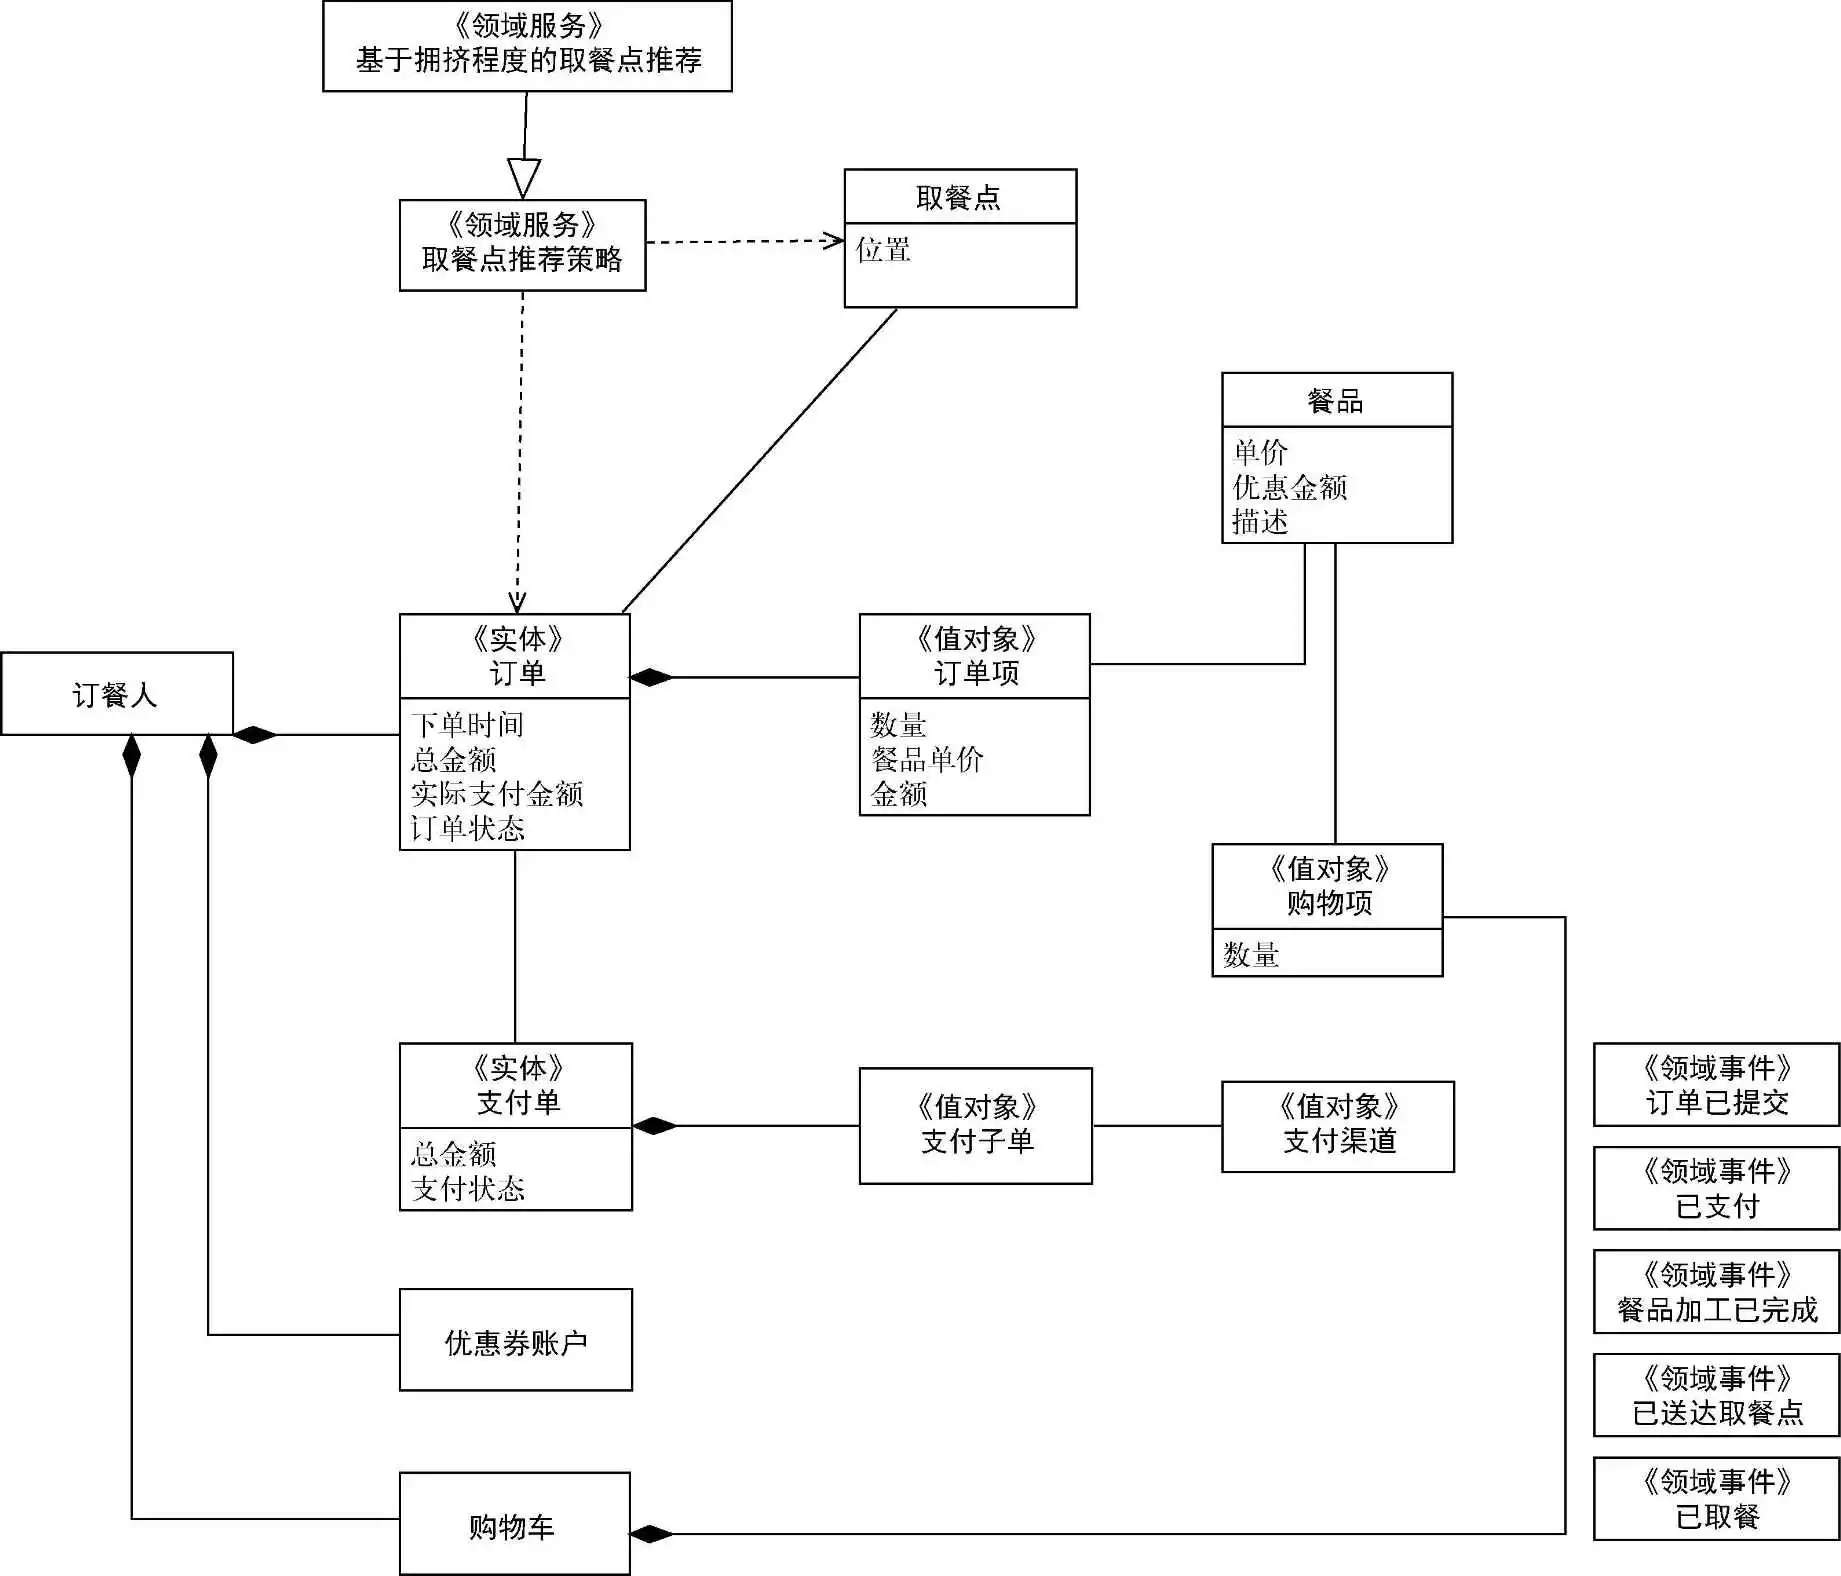 《领域服务》
基于拥挤程度的取餐点推荐
《领域服务》
取餐点推荐策略
取餐点
位置
餐品
单价
优惠金额
描述
订餐人
《实体》
订单
下单时间
总金额
实际支付金额
订单状态
《值对象》
订单项
数量
餐品单价
金额
《值对象》
购物项
数量
《实体》
支付单
总金额
支付状态
《值对象》
支付子单
《值对象》
支付渠道
优惠券账户
购物车
《领域事件》
订单已提交
《领域事件》
已支付
《领域事件》
餐品加工已完成
《领域事件》
已送达取餐点
《领域事件》
已取餐